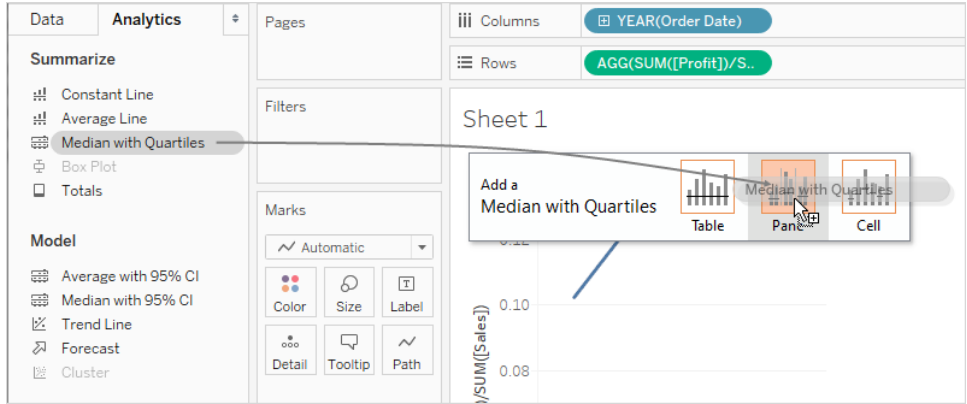 Data
Analytics
Summarize
Constant Line
Average Line
Median with Quartiles
Box Plot
Totals
Model
Average with 95% CI
Median with 95% CI
Trend Line
Forecast
Cluster
Pages
Filters
Marks
Automatic
Color
Size
T
Label
Detail
Tooltip
Path
Columns
YEAR(Order Date)
Rows
AGG(SUM([Profit])/S..
Sheet 1
Add a
Median with Quartiles
Table
Pane
Cell
Median with Quartiles
0.12
0.10
0.08
)/SUM([Sales])